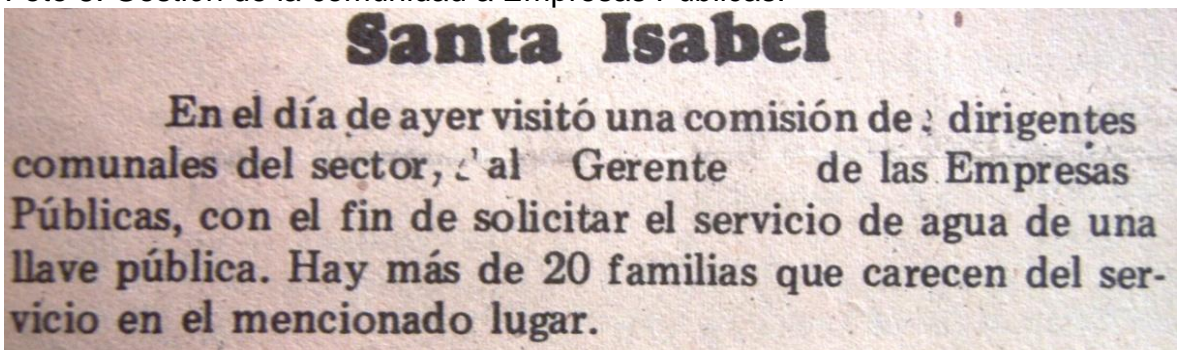 Foto 3. Gestión de la comunidad a Empresas Públicas.
Santa Isabel
En el día de ayer visitó una comisión de dirigentes
comunales del sector, al Gerente de las Empresas
Públicas, con el fin de solicitar el servicio de agua de una
llave pública. Hay más de 20 familias que carecen del ser-
vicio en el mencionado lugar.